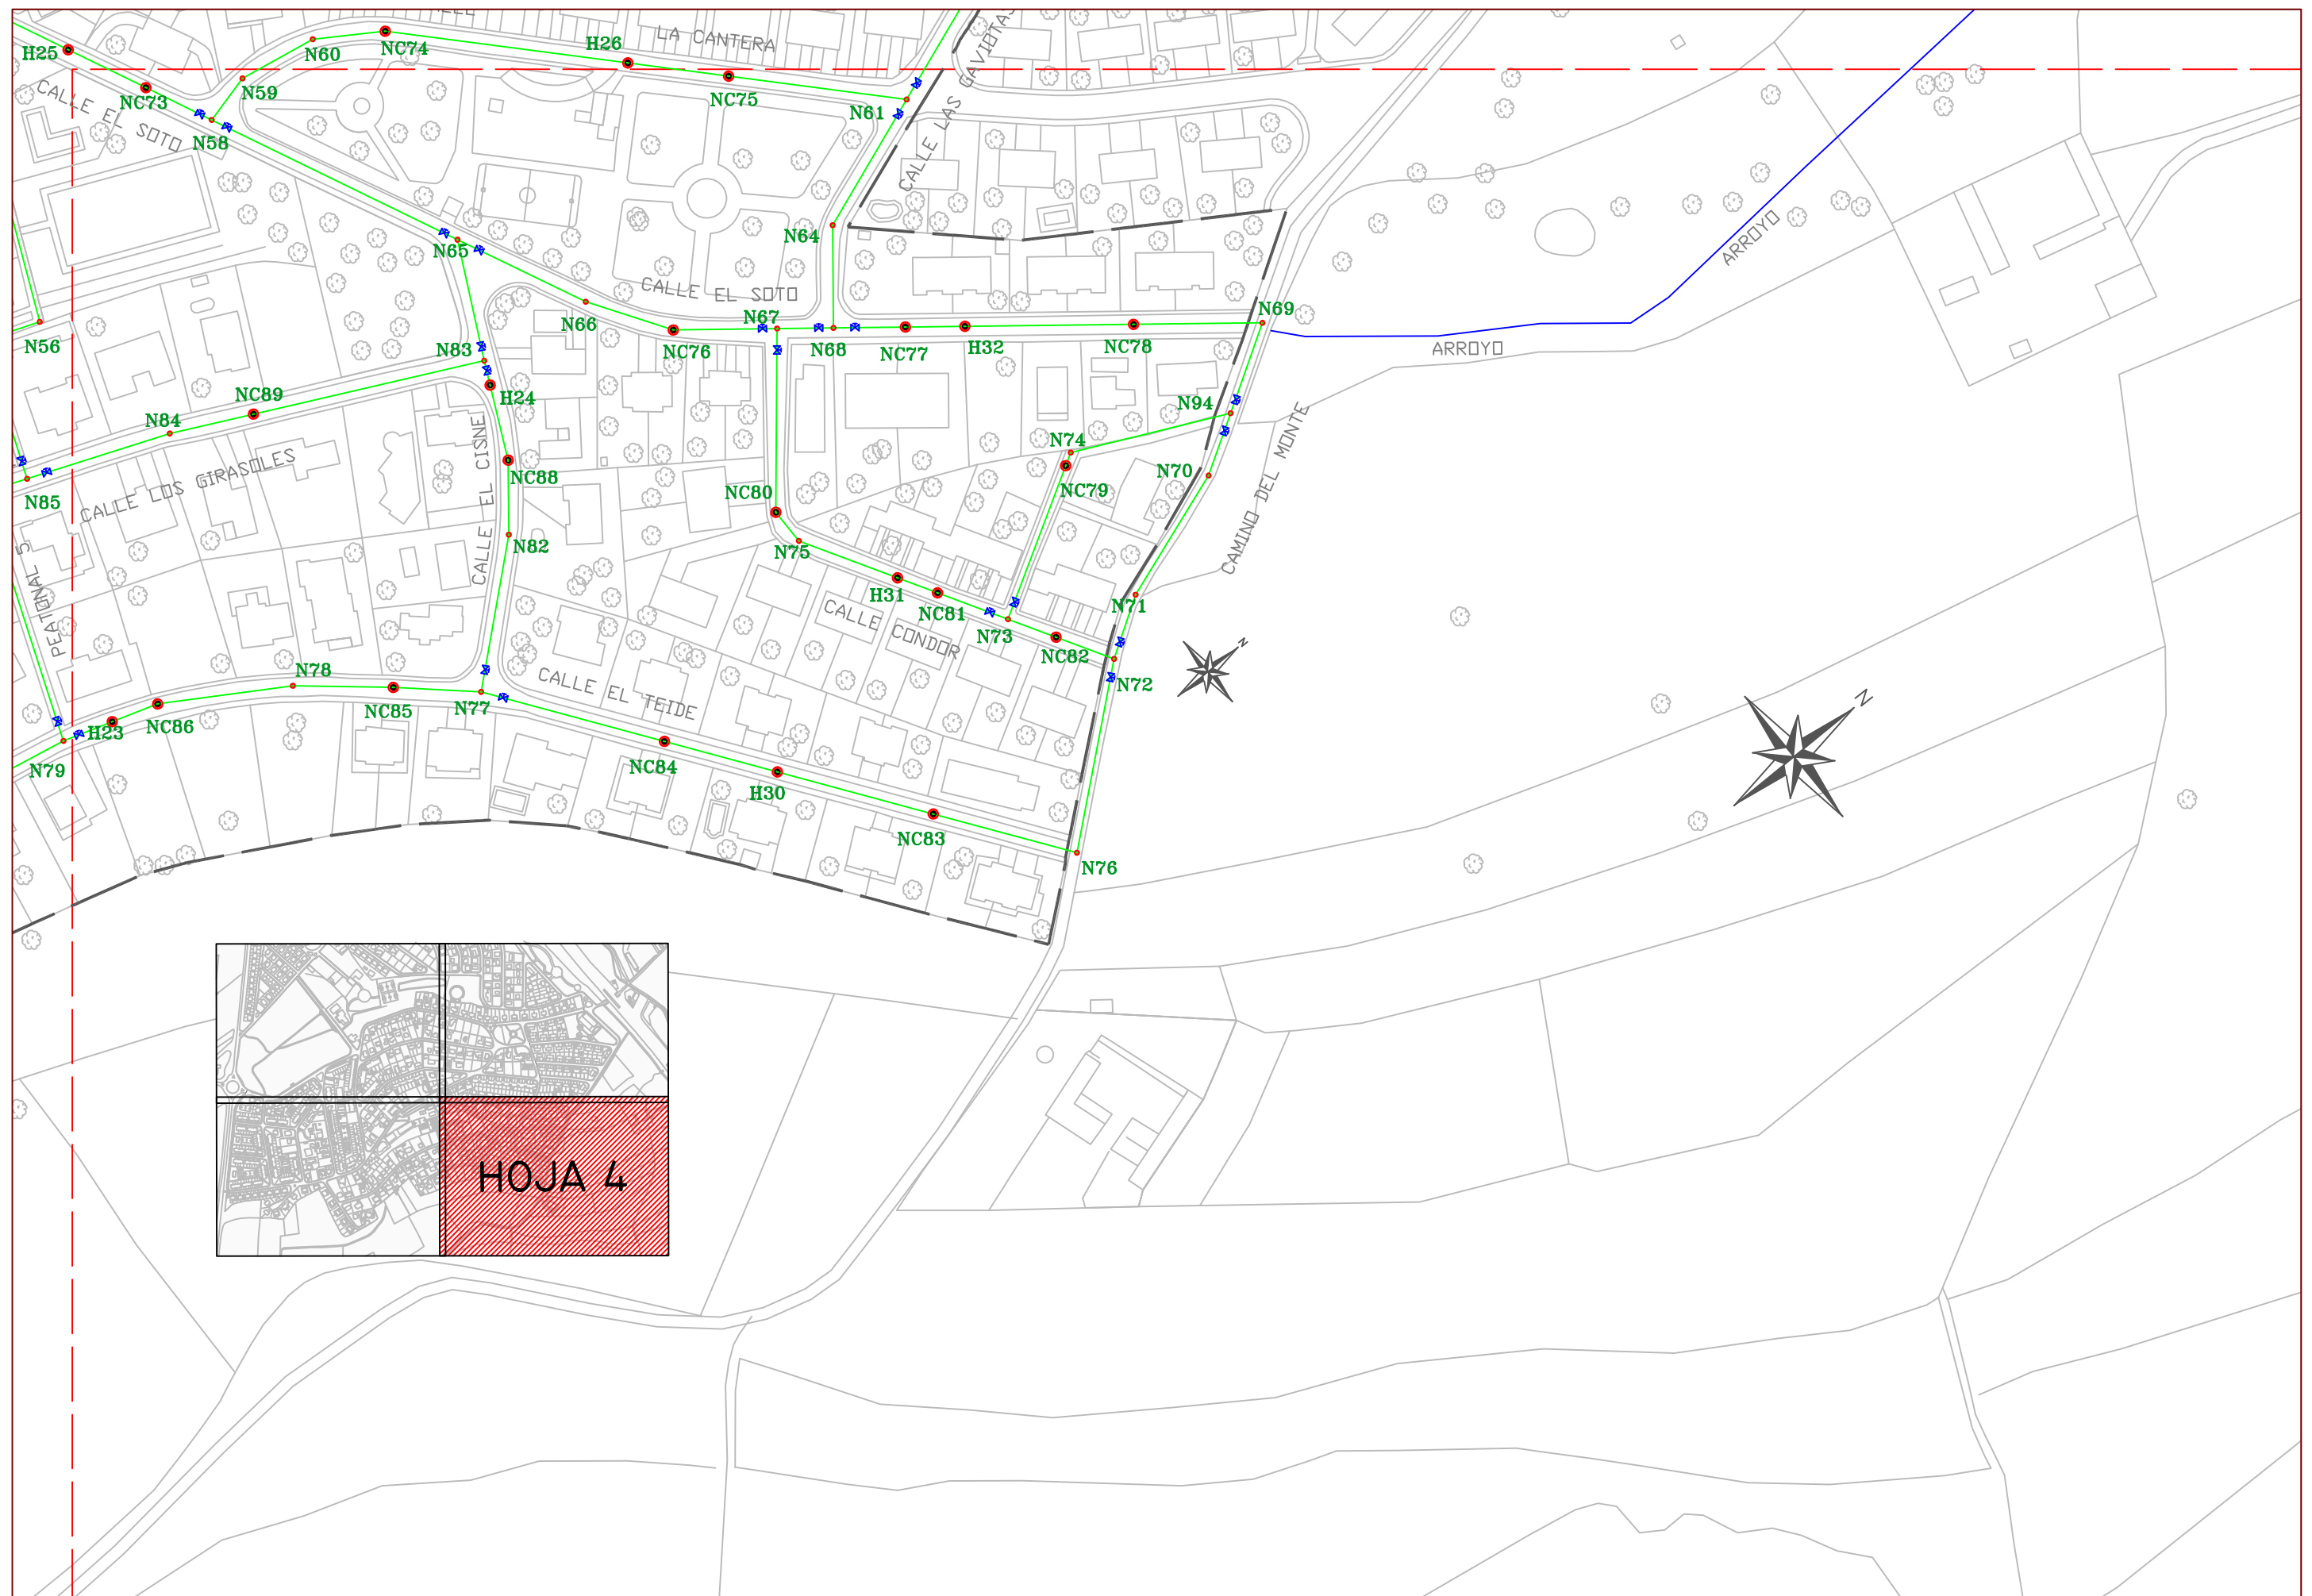 LA CANTERA
H25
N60
NC74
H26
NC73
N59
NC75
N61
CALLE LAS GAVIOTAS
CALLE EL SOTO
N58
N65
N64
CALLE EL SOTO
ARROYO
N56
N66
N67
NC76
N68
NC77
H32
NC78
N69
ARROYO
N83
H24
NC89
N84
N94
N74
CALLE LOS GIRASOLES
CALLE EL CISNE
NC88
N85
NC80
NC79
N70
CAMINO DEL MONTE
PEATONAL 5
N82
N75
H31
NC81
CALLE CONDOR
N73
NC82
N71
N
N72
N78
CALLE EL TEIDE
NC85
N77
NC86
H23
N79
NC84
H30
NC83
N76
N
HOJA 4